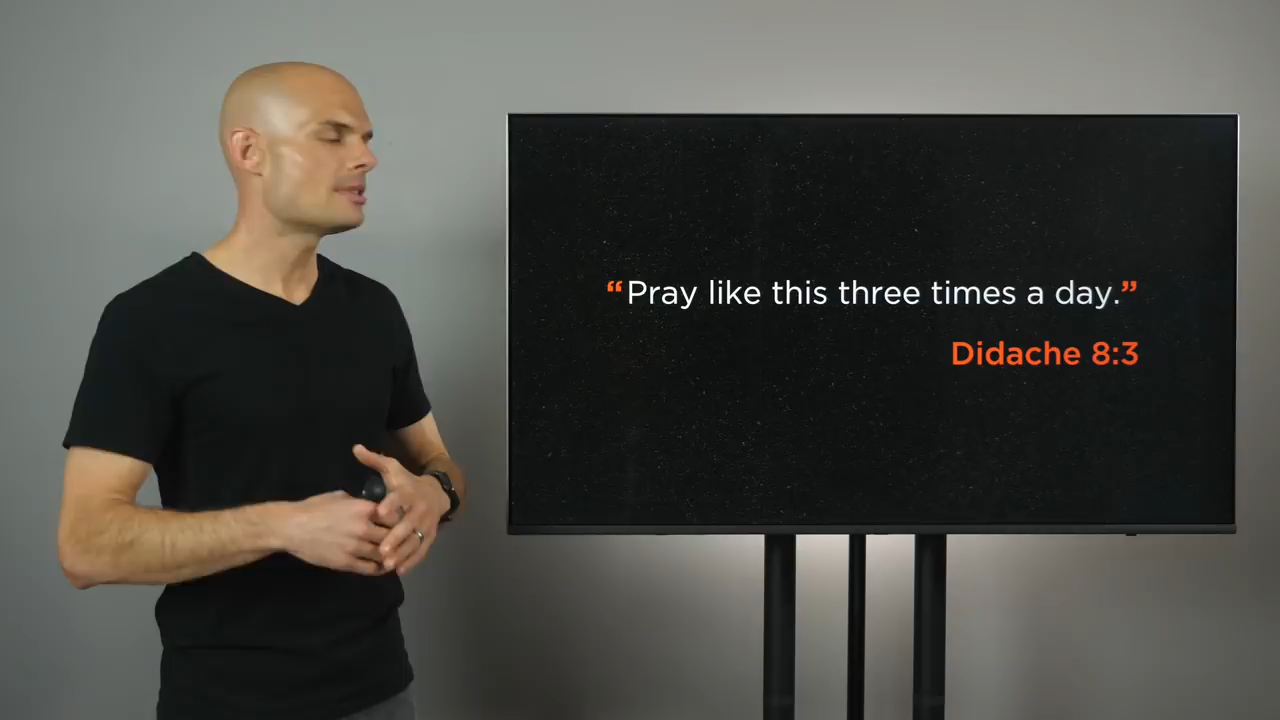 “Pray like this three times a day.”
Didache 8:3